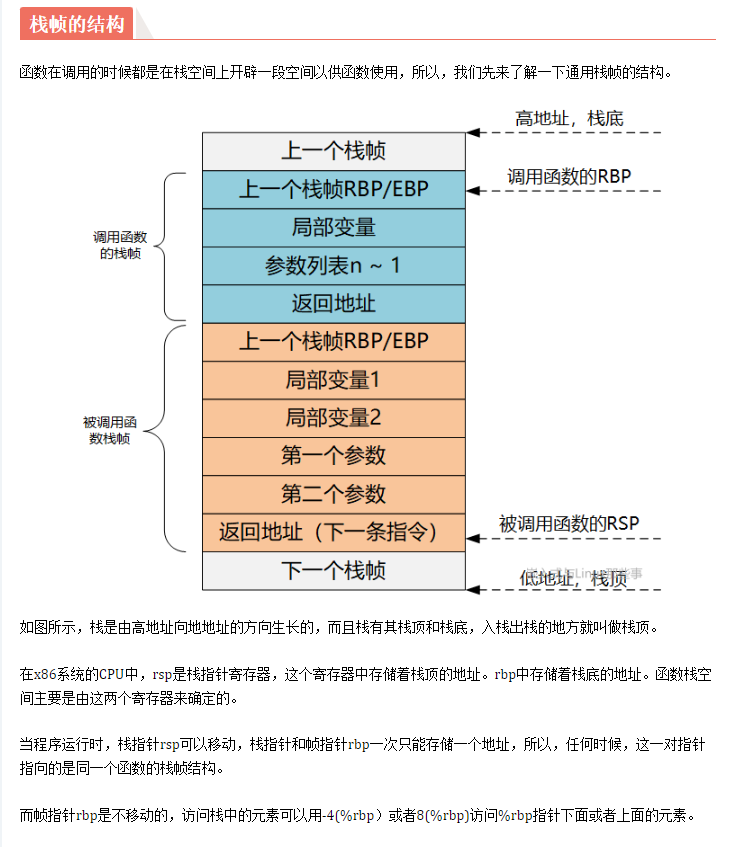 栈帧的结构
函数在调用的时候都是在栈空间上开辟一段空间以供函数使用，所以，我们先来了解一下通用栈帧的结构。
高地址，栈底
上一个栈帧
调用函数的RBP
上一个栈帧RBP/EBP
局部变量
调用函数
的栈帧
参数列表n ~ 1
返回地址
上一个栈帧RBP/EBP
局部变量1
局部变量2
被调用函
数栈帧
第一个参数
第二个参数
被调用函数的RSP
返回地址（下一条指令）
下一个栈帧
低地址，栈顶
如图所示，栈是由高地址向地地址的方向生长的，而且栈有其栈顶和栈底，入栈出栈的地方就叫做栈顶。
在x86系统的CPU中，rsp是栈指针寄存器，这个寄存器中存储着栈顶的地址。rbp中存储着栈底的地址。函数栈空
间主要是由这两个寄存器来确定的。
当程序运行时，栈指针rsp可以移动，栈指针和帧指针rbp一次只能存储一个地址，所以，任何时候，这一对指针
指向的是同一个函数的栈帧结构。
而帧指针rbp是不移动的，访问栈中的元素可以用-4(%rbp）或者8(%rbp)访问%rbp指针下面或者上面的元素。